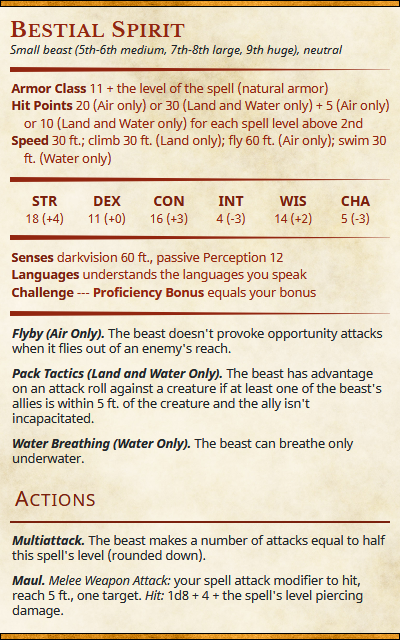 Bestial Spirit
Small beast (5th-6th medium, 7th-8th large, 9th huge), neutral
Armor Class 11 + the level of the spell (natural armor)
Hit Points 20 (Air only) or 30 (Land and Water only) + 5 (Air only)
or 10 (Land and Water only) for each spell level above 2nd
Speed 30 ft.; climb 30 ft. (Land only); fly 60 ft. (Air only); swim 30
ft. (Water only)
STR DEX CON INT WIS CHA
18 (+4) 11 (+0) 16 (+3) 4 (-3) 14 (+2) 5 (-3)
Senses darkvision 60 ft., passive Perception 12
Languages understands the languages you speak
Challenge --- Proficiency Bonus equals your bonus
Flyby (Air Only). The beast doesn't provoke opportunity attacks
when it flies out of an enemy's reach.
Pack Tactics (Land and Water Only). The beast has advantage
on an attack roll against a creature if at least one of the beast's
allies is within 5 ft. of the creature and the ally isn't
incapacitated.
Water Breathing (Water Only). The beast can breathe only
underwater.
Actions
Multiattack. The beast makes a number of attacks equal to half
this spell's level (rounded down).
Maul. Melee Weapon Attack: your spell attack modifier to hit,
reach 5 ft., one target. Hit: 1d8 + 4 + the spell's level piercing
damage.